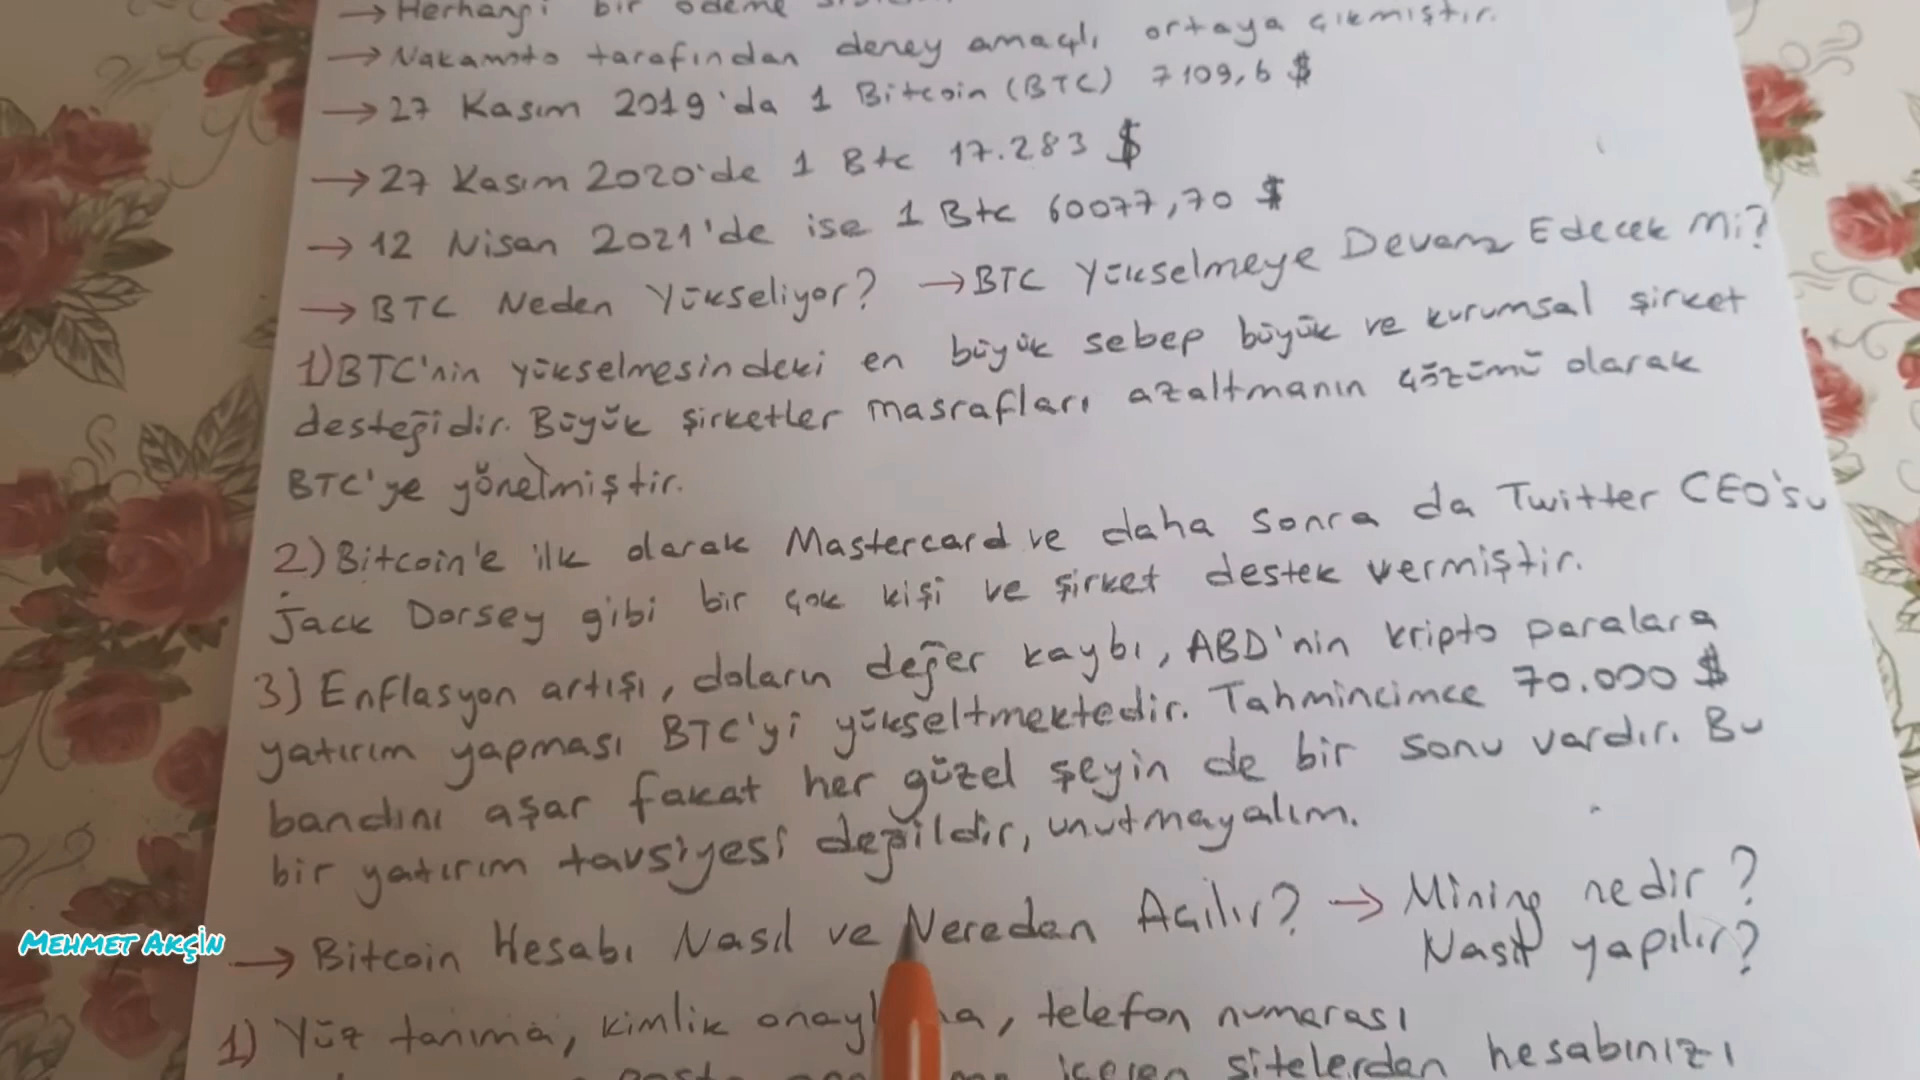 → Herhangi bir ödeme
→ Nakamoto tarafından deney amaçlı ortaya çıkmıştır.
→ 27 Kasım 2019'da 1 Bitcoin (BTC) 7109,6 $
→ 27 Kasım 2020'de 1 Btc 17.283 $
→ 12 Nisan 2021'de ise 1 Btc 60077,70 $
→ BTC Neden Yükseliyor? → BTC Yükselmeye Devam Edecek Mi?
1) BTC'nin yükselmesindeki en büyük sebep büyük ve kurumsal şirket
desteğidir. Büyük şirketler masrafları azaltmanın çözümü olarak
BTC'ye yönelmiştir.
2) Bitcoin'e ilk olarak Mastercard ve daha sonra da Twitter CEO'su
Jack Dorsey gibi bir çok kişi ve şirket destek vermiştir.
3) Enflasyon artışı, doların değer kaybı, ABD'nin kripto paralara
yatırım yapması BTC'yi yükseltmektedir. Tahmincimce 70.000 $
bandını aşar fakat her güzel şeyin de bir sonu vardır. Bu
bir yatırım tavsiyesi değildir, unutmayalım.
→ Bitcoin Hesabı Nasıl ve Nereden Açılır? → Mining nedir?
Nasıl yapılır?
MEHMET AKÇİN
1) Yüz tanıma, kimlik telefon numarası
içeren sitelerden hesabınızı